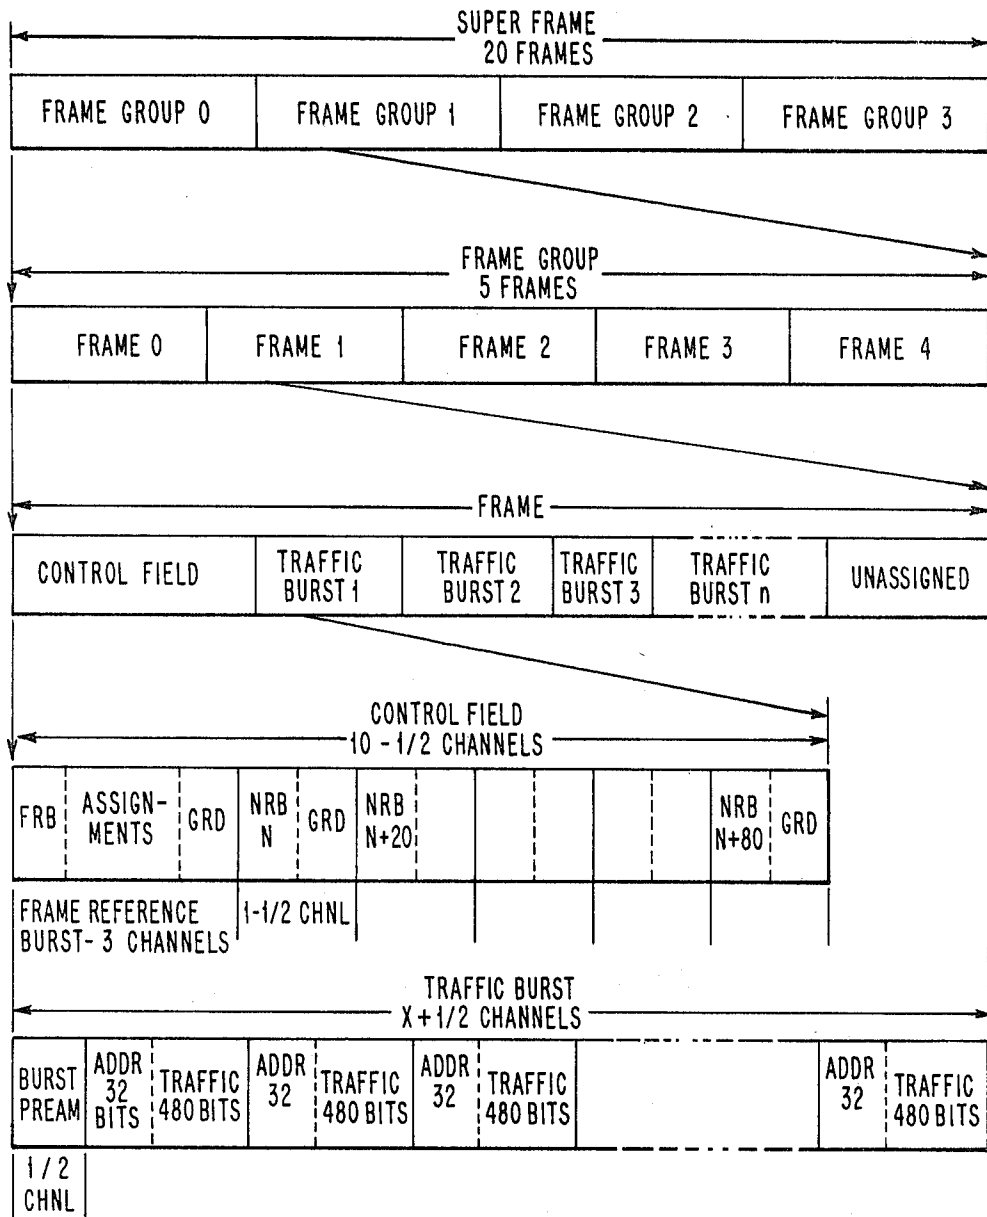 SUPER FRAME
20 FRAMES
FRAME GROUP 0
FRAME GROUP 1
FRAME GROUP 2
FRAME GROUP 3
FRAME GROUP
5 FRAMES
FRAME 0
FRAME 1
FRAME 2
FRAME 3
FRAME 4
FRAME
CONTROL FIELD
TRAFFIC
BURST 1
TRAFFIC
BURST 2
TRAFFIC
BURST 3
TRAFFIC
BURST n
UNASSIGNED
CONTROL FIELD
10 - 1/2 CHANNELS
FRB
ASSIGN-
MENTS
GRD
NRB
N
GRD
NRB
N+20
NRB
N+80
GRD
FRAME REFERENCE
BURST- 3 CHANNELS
1-1/2 CHNL
TRAFFIC BURST
X + 1/2 CHANNELS
BURST
PREAM
ADDR
32
BITS
TRAFFIC
480 BITS
ADDR
32
TRAFFIC
480 BITS
ADDR
32
TRAFFIC
480 BITS
ADDR
32
TRAFFIC
480 BITS
1/2
CHNL